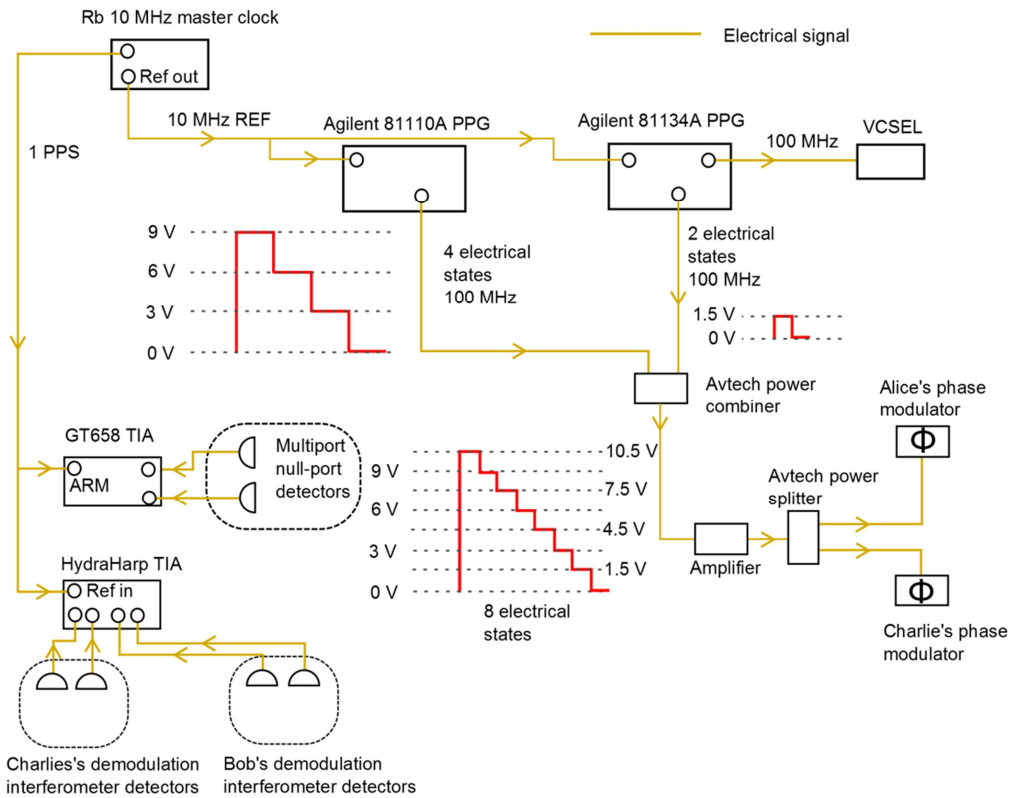 Rb 10 MHz master clock
Ref out
Electrical signal
10 MHz REF
Agilent 81110A PPG
Agilent 81134A PPG
VCSEL
100 MHz
1 PPS
9 V
6 V
3 V
0 V
4 electrical
states
100 MHz
2 electrical
states
100 MHz
1.5 V
0 V
Avtech power
combiner
Alice's phase
modulator
Φ
GT658 TIA
ARM
Multiport
null-port
detectors
10.5 V
9 V
7.5 V
6 V
4.5 V
3 V
1.5 V
0 V
8 electrical
states
Avtech power
splitter
Amplifier
Φ
Charlie's phase
modulator
HydraHarp TIA
Ref in
Charlies's demodulation
interferometer detectors
Bob's demodulation
interferometer detectors